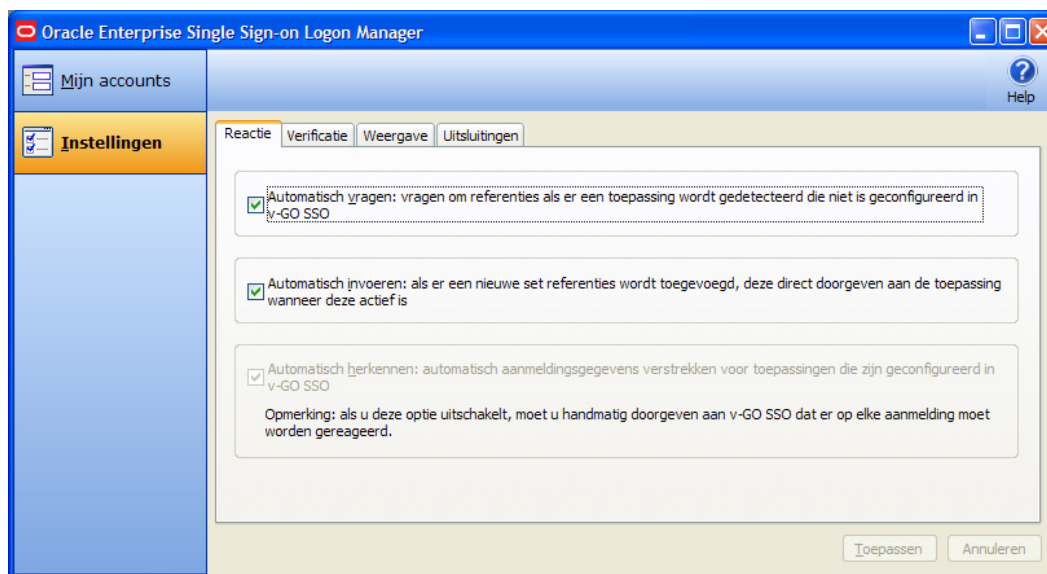 Oracle Enterprise Single Sign-on Logon Manager
Mijn accounts
Help
Instellingen
Reactie
Verificatie
Weergave
Uitsluitingen
Automatisch vragen: vragen om referenties als er een toepassing wordt gedetecteerd die niet is geconfigureerd in
v-GO SSO
Automatisch invoeren: als er een nieuwe set referenties wordt toegevoegd, deze direct doorgeven aan de toepassing
wanneer deze actief is
Automatisch herkennen: automatisch aanmeldingsgegevens verstrekken voor toepassingen die zijn geconfigureerd in
v-GO SSO
Opmerking: als u deze optie uitschakelt, moet u handmatig doorgeven aan v-GO SSO dat er op elke aanmelding moet
worden gereageerd.
Toepassen
Annuleren